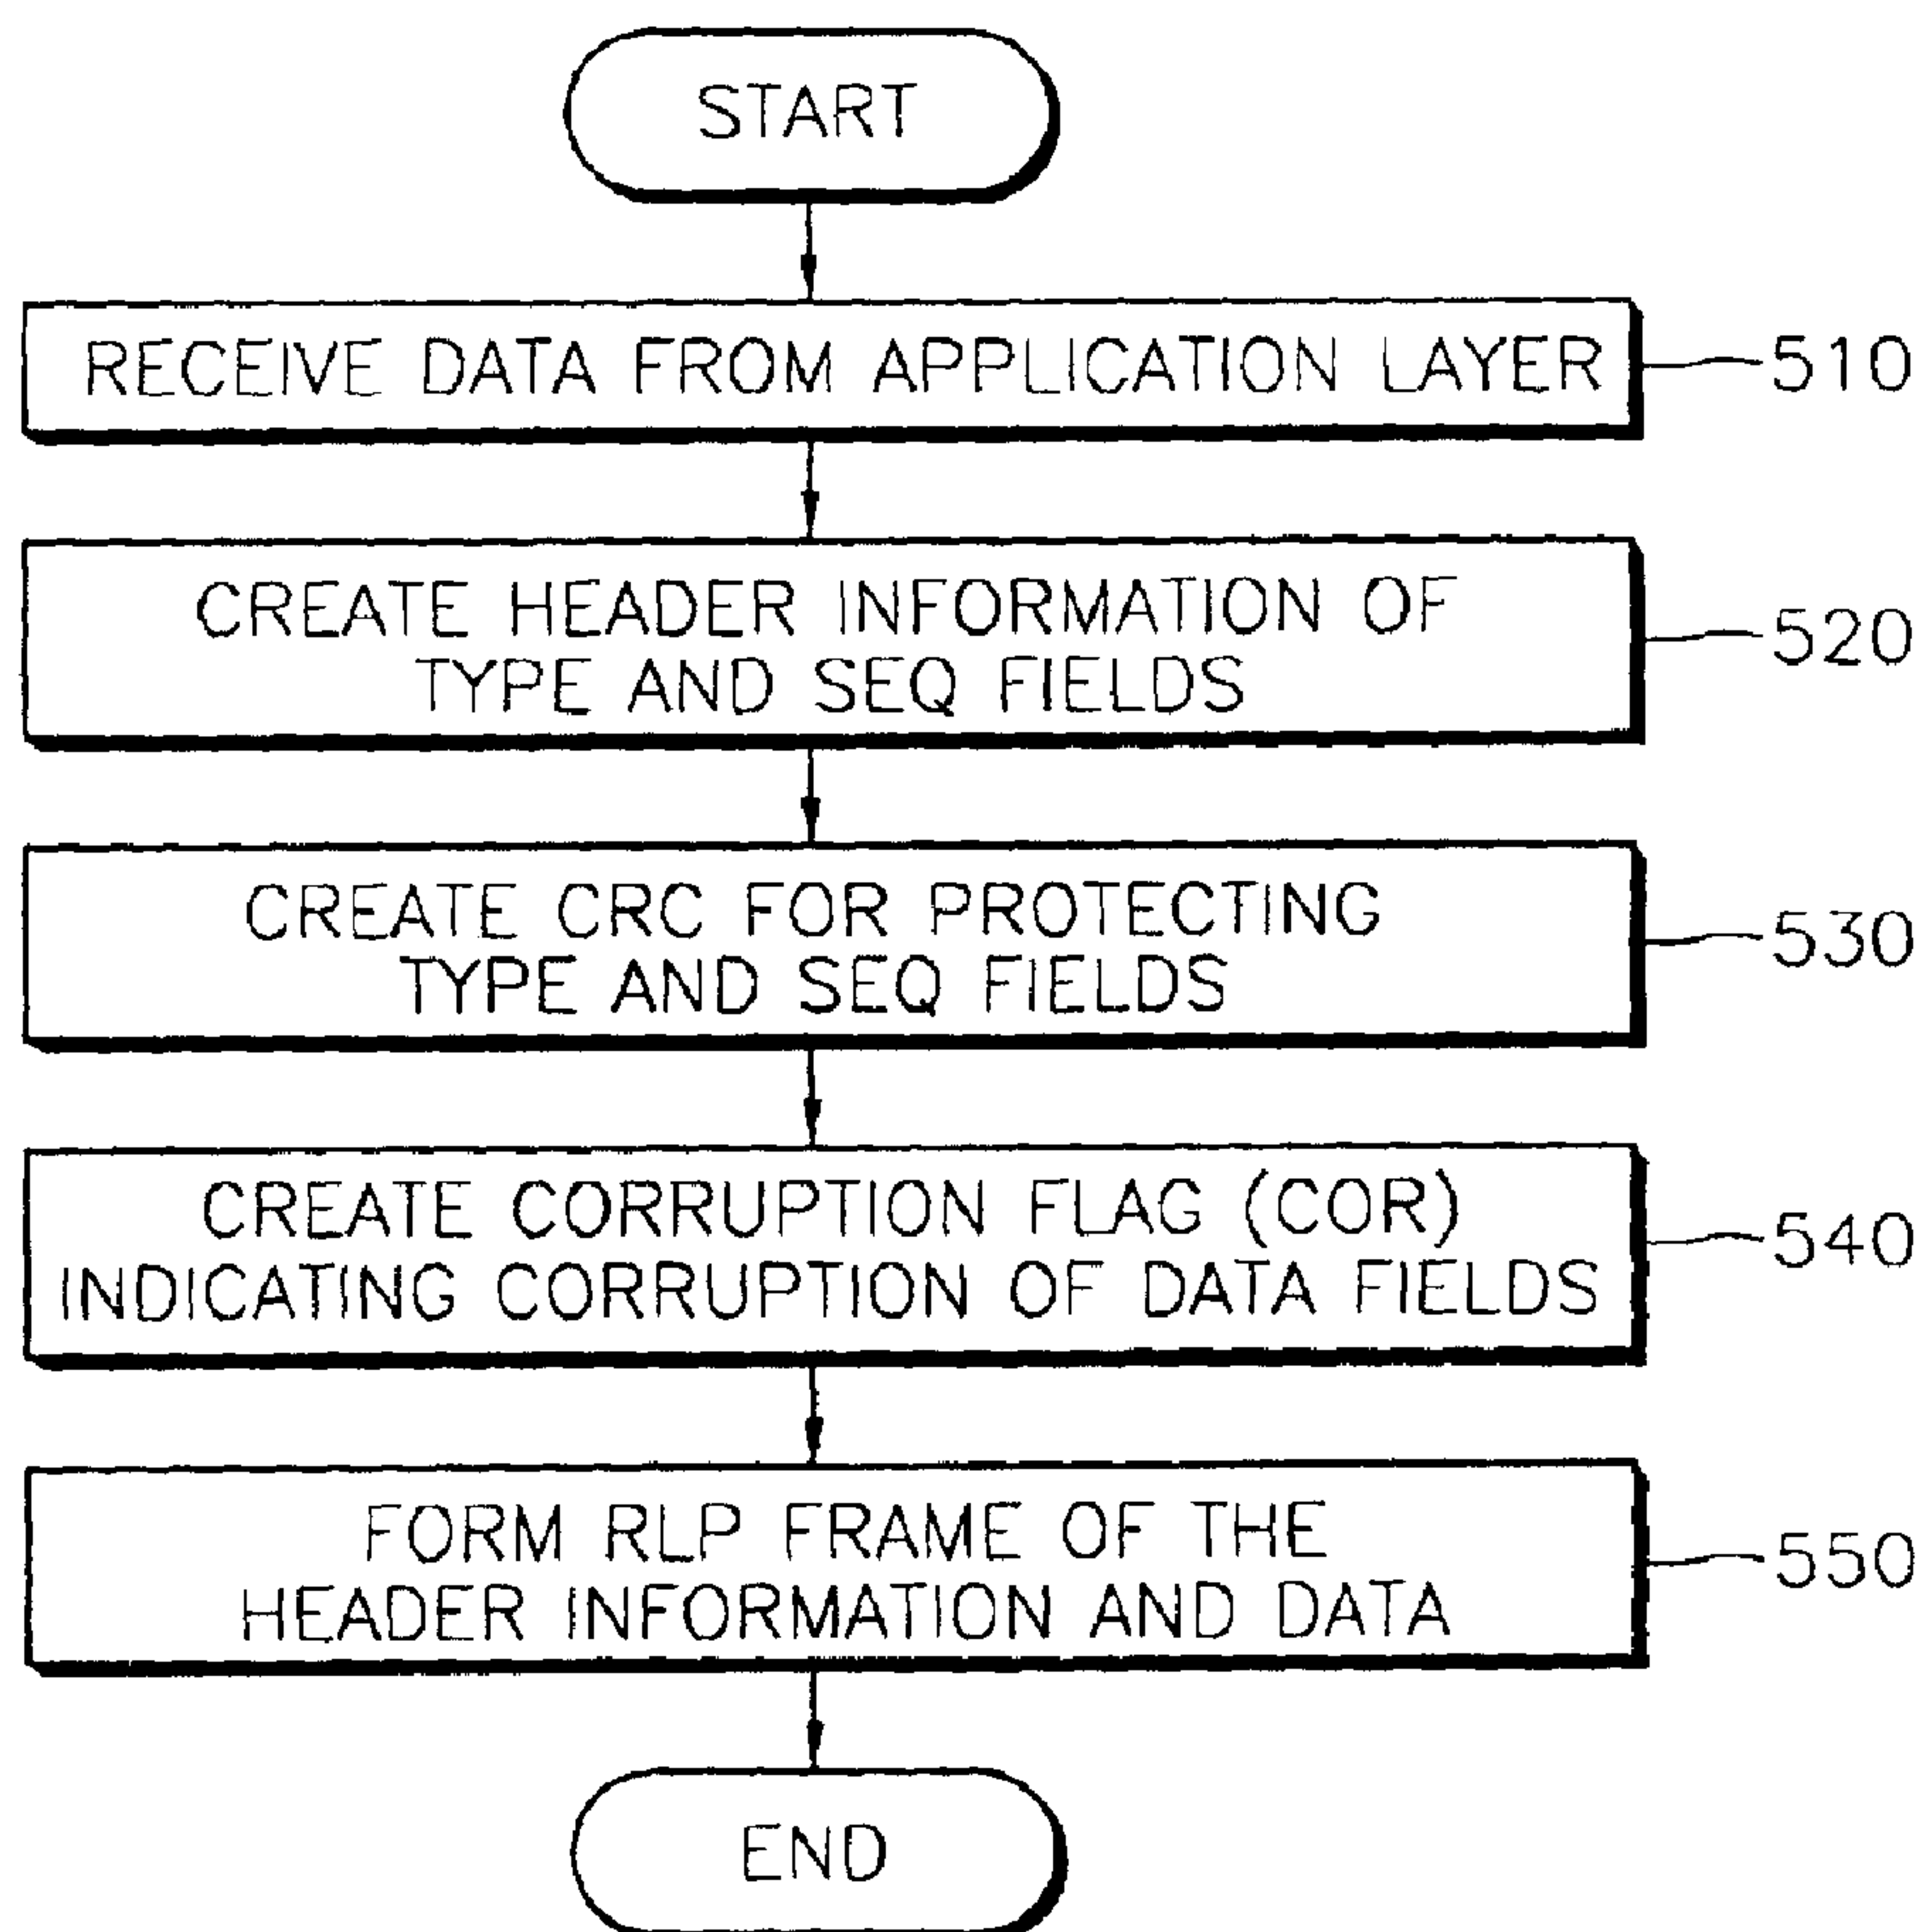 START
RECEIVE DATA FROM APPLICATION LAYER
510
CREATE HEADER INFORMATION OF
TYPE AND SEQ FIELDS
520
CREATE CRC FOR PROTECTING
TYPE AND SEQ FIELDS
530
CREATE CORRUPTION FLAG (COR)
INDICATING CORRUPTION OF DATA FIELDS
540
FORM RLP FRAME OF THE
HEADER INFORMATION AND DATA
550
END